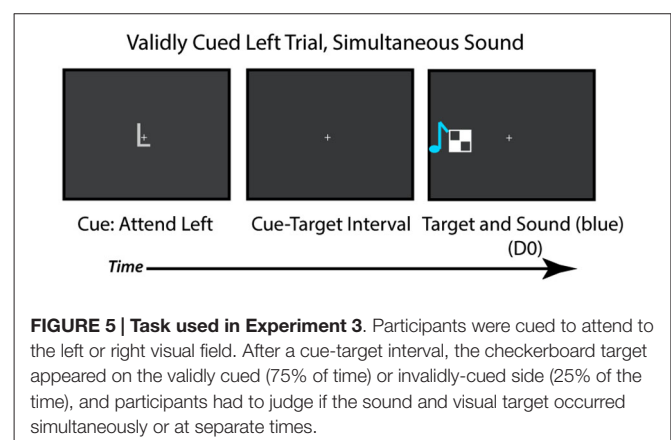 Validly Cued Left Trial, Simultaneous Sound
L
Cue: Attend Left
Cue-Target Interval
Target and Sound (blue)
(D0)
Time
FIGURE 5 | Task used in Experiment 3. Participants were cued to attend to
the left or right visual field. After a cue-target interval, the checkerboard target
appeared on the validly cued (75% of time) or invalidly-cued side (25% of the
time), and participants had to judge if the sound and visual target occurred
simultaneously or at separate times.